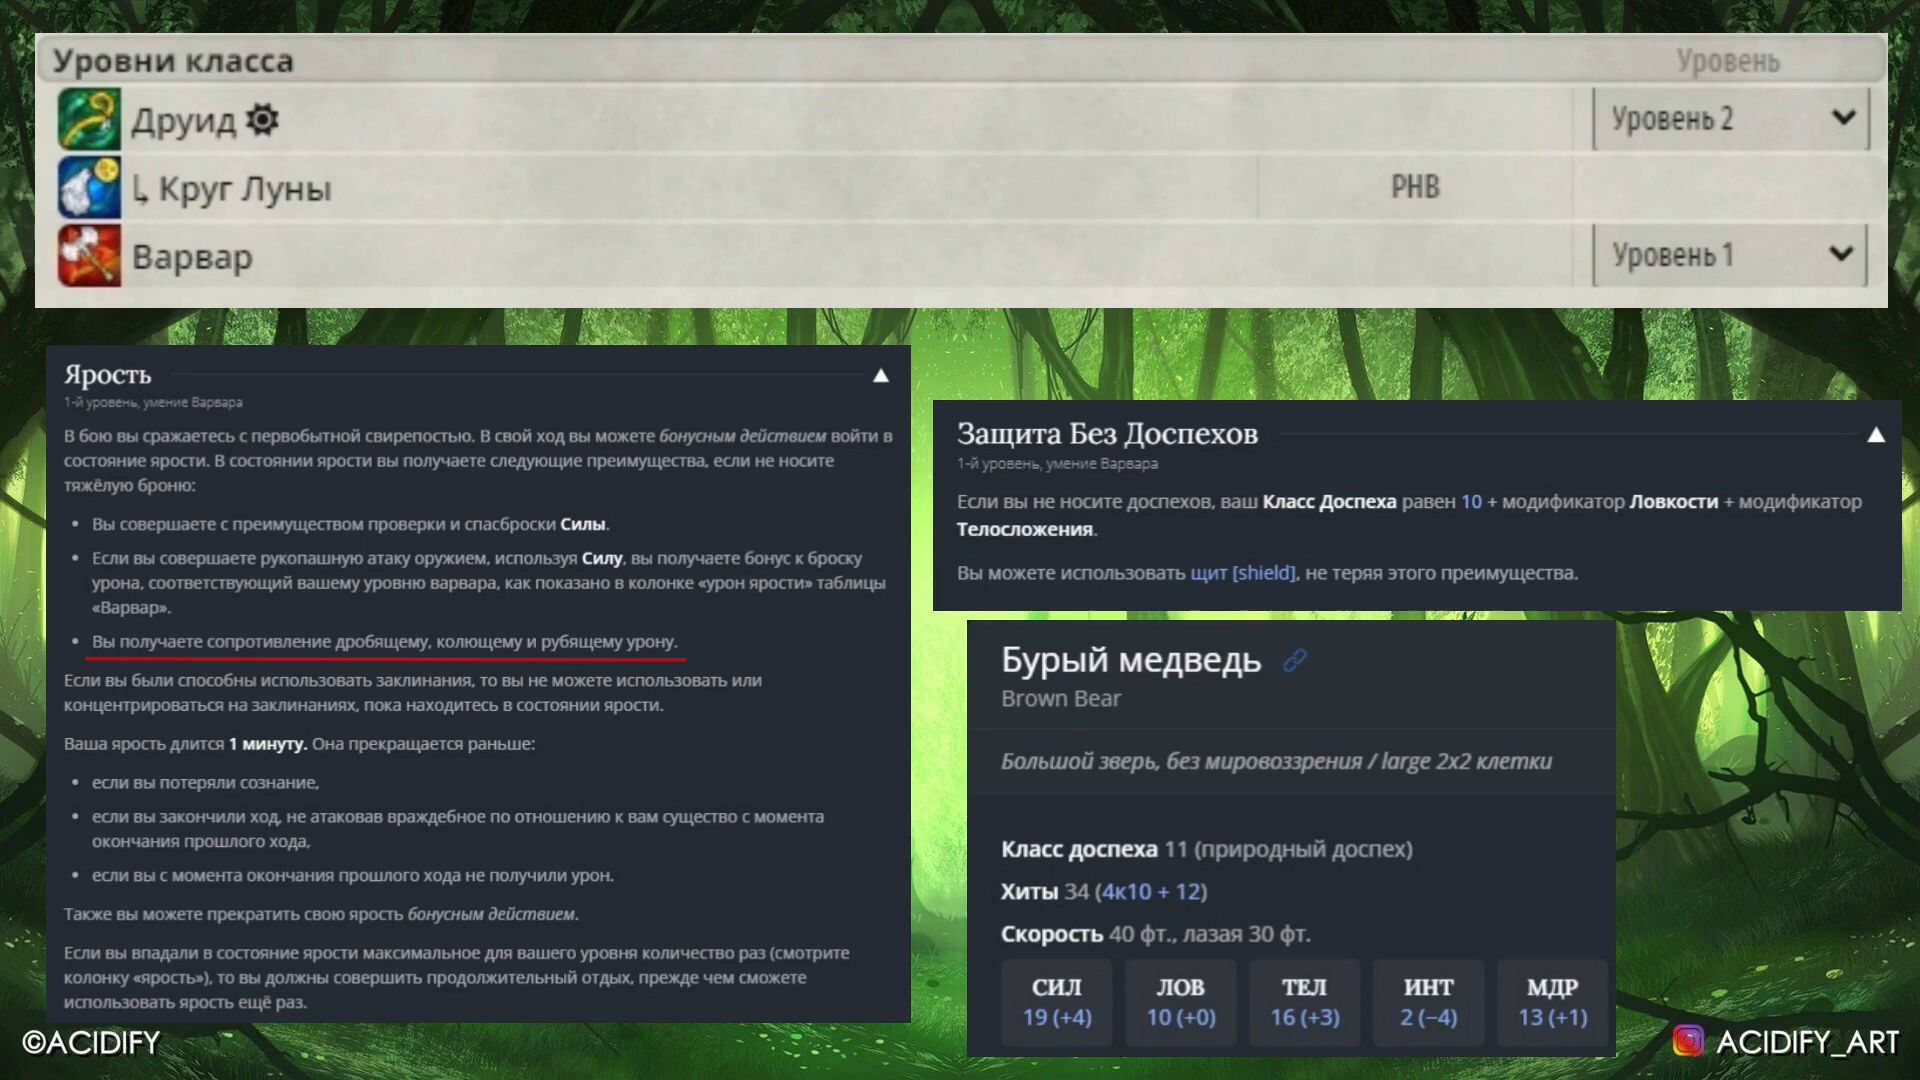 Уровни класса
Уровень
Друид
Уровень 2
Круг Луны
PHB
Варвар
Уровень 1
Ярость
1-й уровень, умение Варвара
В бою вы сражаетесь с первобытной свирепостью. В свой ход вы можете бонусным действием войти в
состояние ярости. В состоянии ярости вы получаете следующие преимущества, если не носите
тяжёлую броню:
• Вы совершаете с преимуществом проверки и спасброски Силы.
• Если вы совершаете рукопашную атаку оружием, используя Силу, вы получаете бонус к броску
урона, соответствующий вашему уровню варвара, как показано в колонке «урон ярости» таблицы
«Варвар».
• Вы получаете сопротивление дробящему, колющему и рубящему урону.
Если вы были способны использовать заклинания, то вы не можете использовать или
концентрироваться на заклинаниях, пока находитесь в состоянии ярости.
Ваша ярость длится 1 минуту. Она прекращается раньше:
• если вы потеряли сознание,
• если вы закончили ход, не атаковав враждебное по отношению к вам существо с момента
окончания прошлого хода,
• если вы с момента окончания прошлого хода не получили урон.
Также вы можете прекратить свою ярость бонусным действием.
Если вы впадали в состояние ярости максимальное для вашего уровня количество раз (смотрите
колонку «ярость»), то вы должны совершить продолжительный отдых, прежде чем сможете
использовать ярость ещё раз.
Защита Без Доспехов
1-й уровень, умение Варвара
Если вы не носите доспехов, ваш Класс Доспеха равен 10 + модификатор Ловкости + модификатор
Телосложения.
Вы можете использовать щит [shield], не теряя этого преимущества.
Бурый медведь
Brown Bear
Большой зверь, без мировоззрения / large 2x2 клетки
Класс доспеха 11 (природный доспех)
Хиты 34 (4к10 + 12)
Скорость 40 фт., лазая 30 фт.
СИЛ ЛОВ ТЕЛ ИНТ МДР
19 (+4) 10 (+0) 16 (+3) 2 (−4) 13 (+1)
©ACIDIFY
ACIDIFY_ART